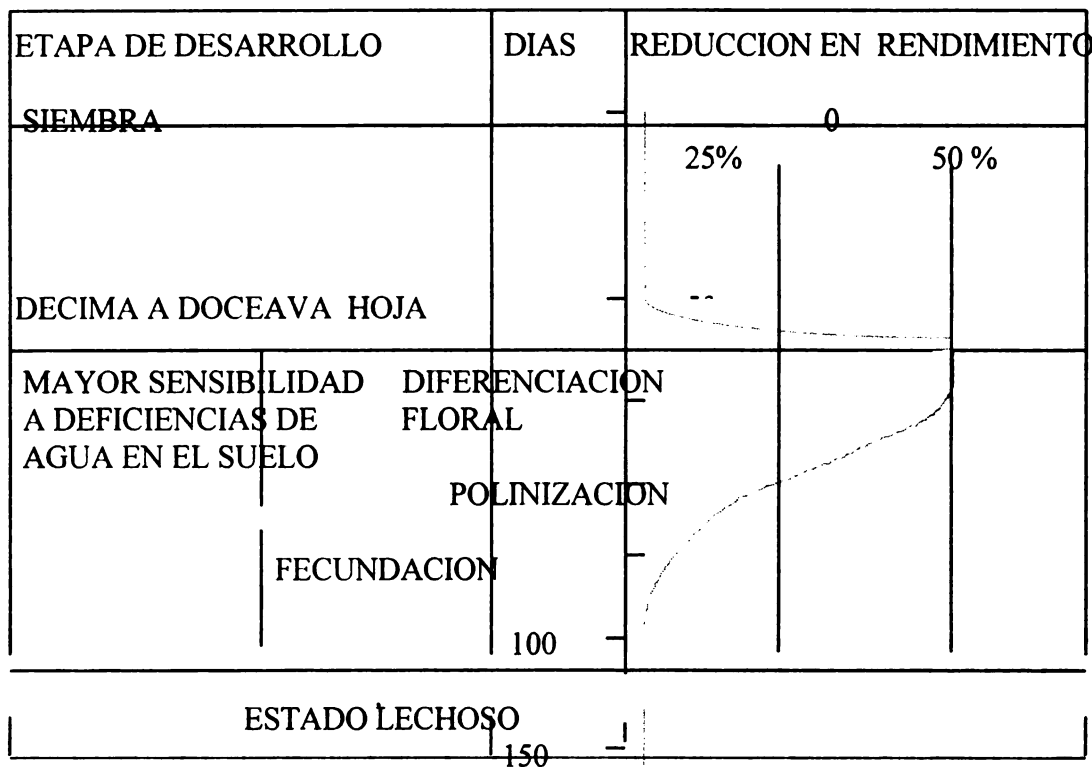 ETAPA DE DESARROLLO DIAS REDUCCION EN RENDIMIENTO
SIEMBRA 0
25% 50 %
DECIMA A DOCEAVA HOJA --
MAYOR SENSIBILIDAD DIFERENCIACION
A DEFICIENCIAS DE FLORAL
AGUA EN EL SUELO
POLINIZACION
FECUNDACION
100
ESTADO LECHOSO
150